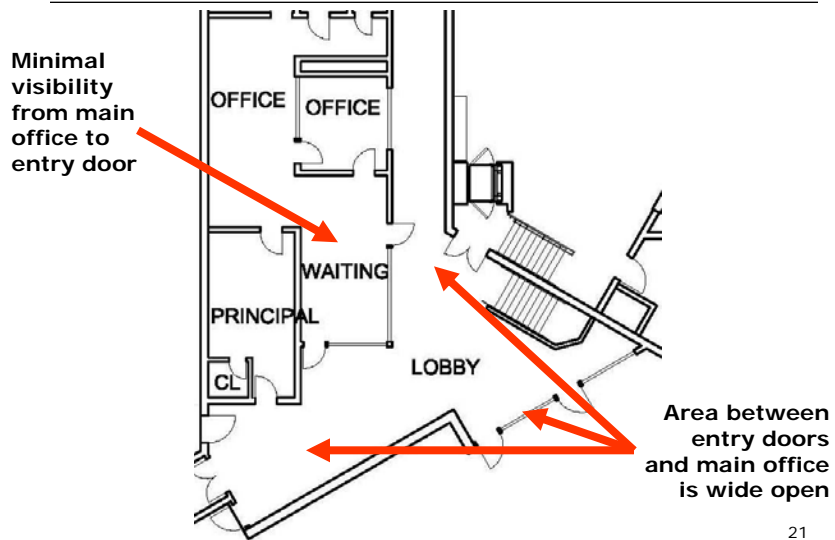 Minimal
visibility
from main
office to
entry door
OFFICE
OFFICE
WAITING
PRINCIPAL
CL
LOBBY
Area between
entry doors
and main office
is wide open
21